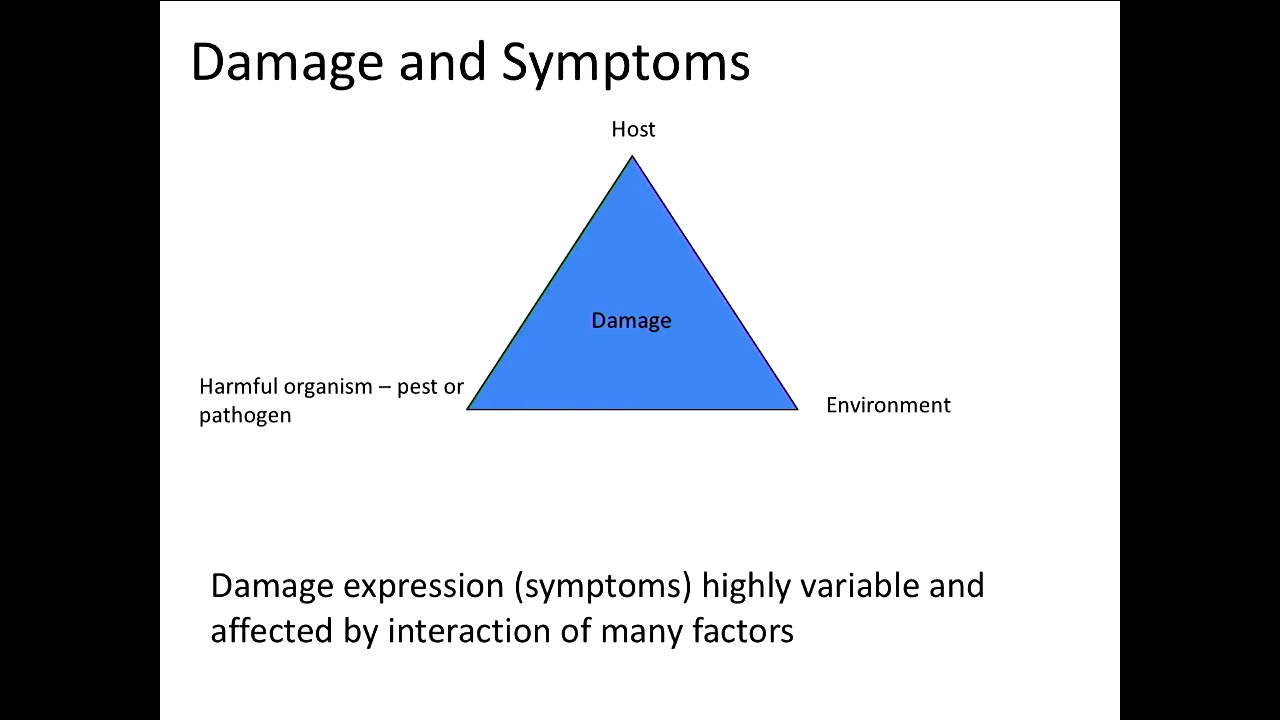 Damage and Symptoms
Host
Damage
Harmful organism – pest or
pathogen
Environment
Damage expression (symptoms) highly variable and
affected by interaction of many factors